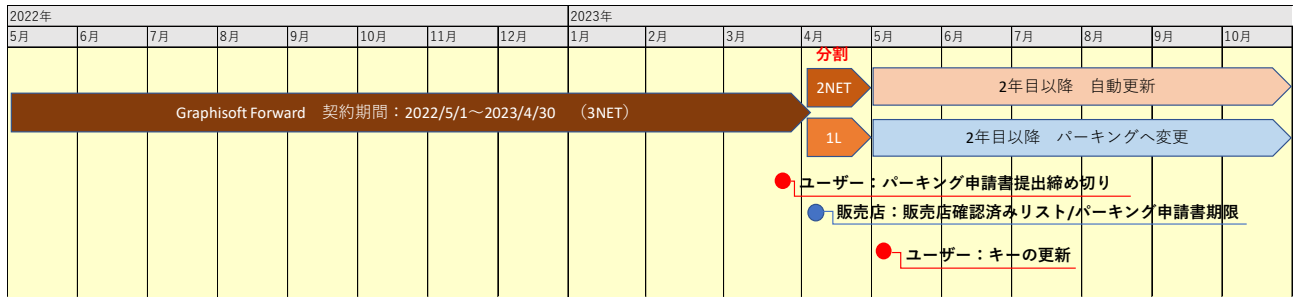 2022年 2023年
5月 6月 7月 8月 9月 10月 11月 12月 1月 2月 3月 4月 5月 6月 7月 8月 9月 10月
分割
2NET 2年目以降 自動更新
Graphisoft Forward 契約期間：2022/5/1～2023/4/30 （3NET）
1L 2年目以降 パーキングへ変更
ユーザー：パーキング申請書提出締め切り
販売店：販売店確認済みリスト/パーキング申請書期限
ユーザー：キーの更新